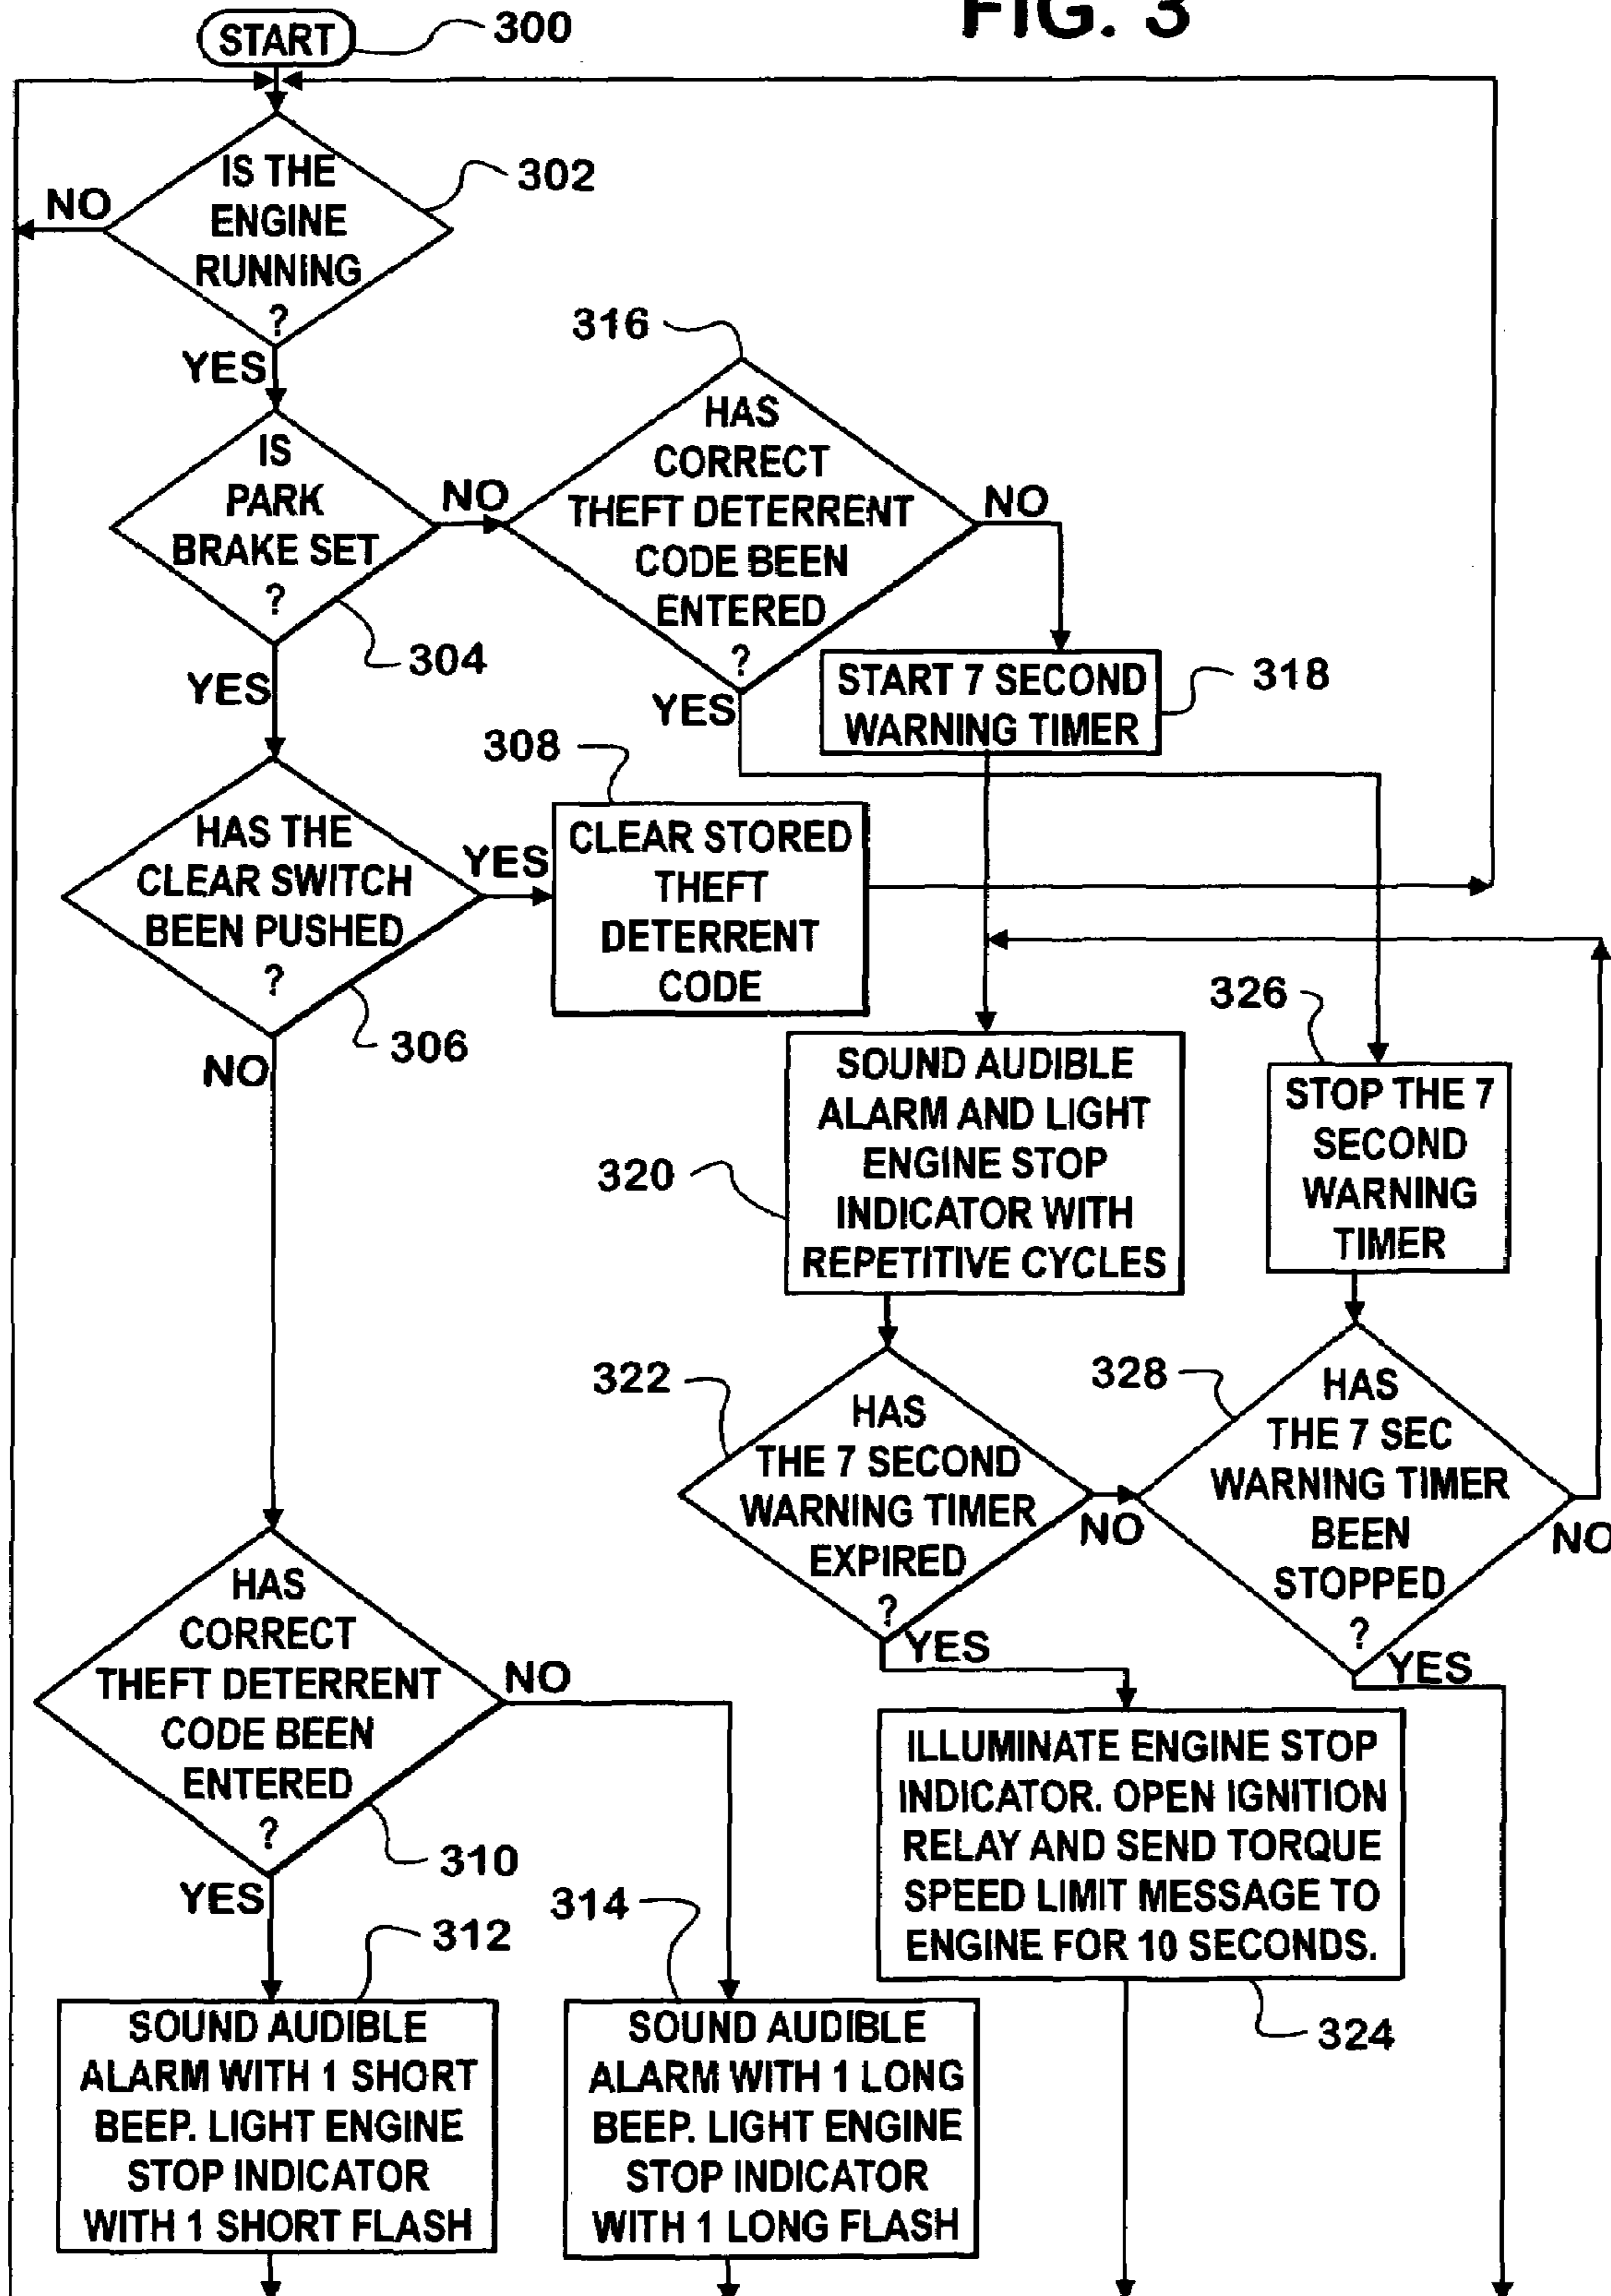 FIG. 3
START
300
IS THE
ENGINE
RUNNING
?
302
NO
YES
316
IS
PARK
BRAKE SET
?
NO
304
YES
HAS
CORRECT
THEFT DETERRENT
CODE BEEN
ENTERED
?
NO
YES
START 7 SECOND
WARNING TIMER
318
308
HAS THE
CLEAR SWITCH
BEEN PUSHED
?
YES
306
NO
CLEAR STORED
THEFT
DETERRENT
CODE
326
SOUND AUDIBLE
ALARM AND LIGHT
ENGINE STOP
INDICATOR WITH
REPETITIVE CYCLES
320
STOP THE 7
SECOND
WARNING
TIMER
322
HAS
THE 7 SECOND
WARNING TIMER
EXPIRED
?
NO
YES
328
HAS
THE 7 SEC
WARNING TIMER
BEEN
STOPPED
?
NO
YES
HAS
CORRECT
THEFT DETERRENT
CODE BEEN
ENTERED
?
NO
310
YES
ILLUMINATE ENGINE STOP
INDICATOR. OPEN IGNITION
RELAY AND SEND TORQUE
SPEED LIMIT MESSAGE TO
ENGINE FOR 10 SECONDS.
324
312
SOUND AUDIBLE
ALARM WITH 1 SHORT
BEEP. LIGHT ENGINE
STOP INDICATOR
WITH 1 SHORT FLASH
314
SOUND AUDIBLE
ALARM WITH 1 LONG
BEEP. LIGHT ENGINE
STOP INDICATOR
WITH 1 LONG FLASH